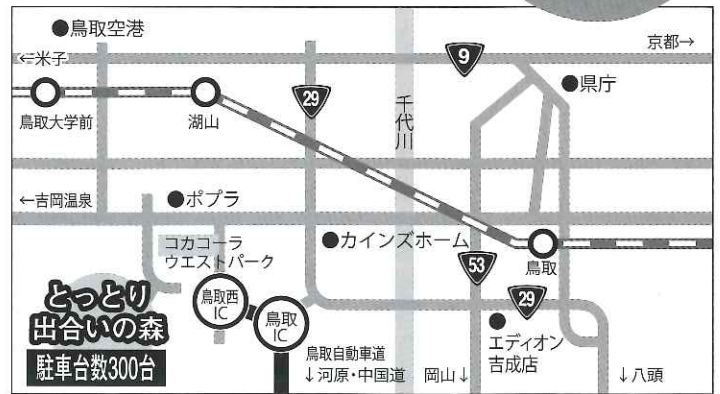 ●鳥取空港
←米子
京都→
9
●県庁
29
鳥取大学前
湖山
千代川
←吉岡温泉
●ポプラ
コカコーラ
ウエストパーク
●カインズホーム
53
鳥取
29
とっとり
出合いの森
駐車台数300台
鳥取西
IC
鳥取
IC
●
エディオン
吉成店
鳥取自動車道
↓河原・中国道
岡山↓
↓八頭